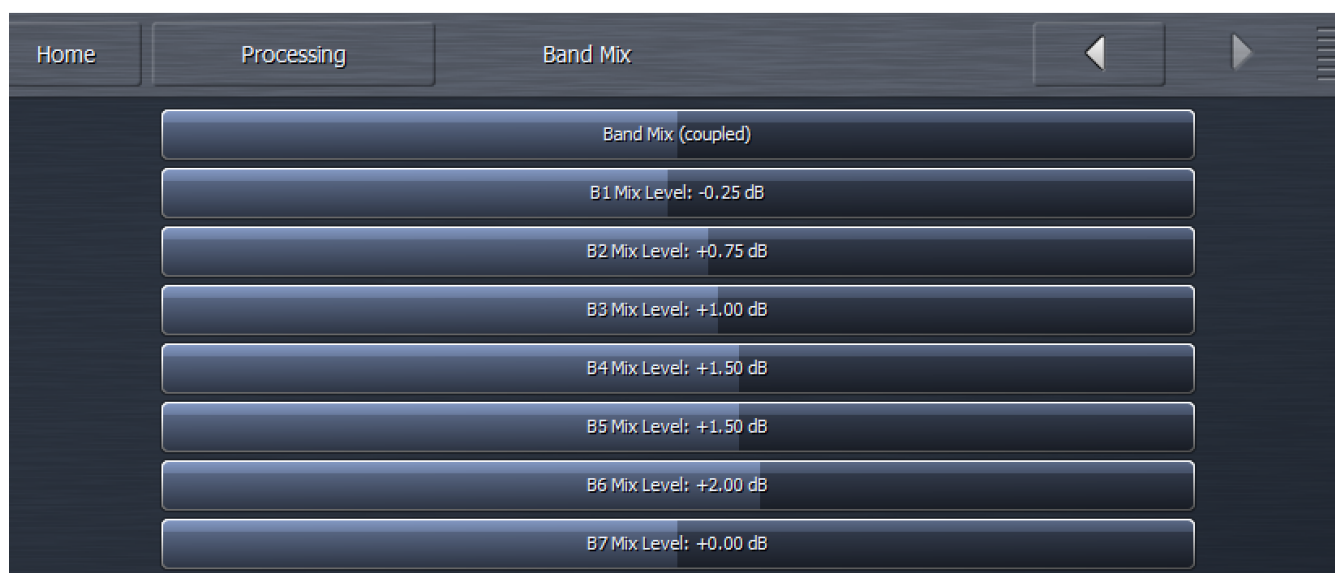 Home Processing Band Mix
Band Mix (coupled)
B1 Mix Level: -0.25 dB
B2 Mix Level: +0.75 dB
B3 Mix Level: +1.00 dB
B4 Mix Level: +1.50 dB
B5 Mix Level: +1.50 dB
B6 Mix Level: +2.00 dB
B7 Mix Level: +0.00 dB